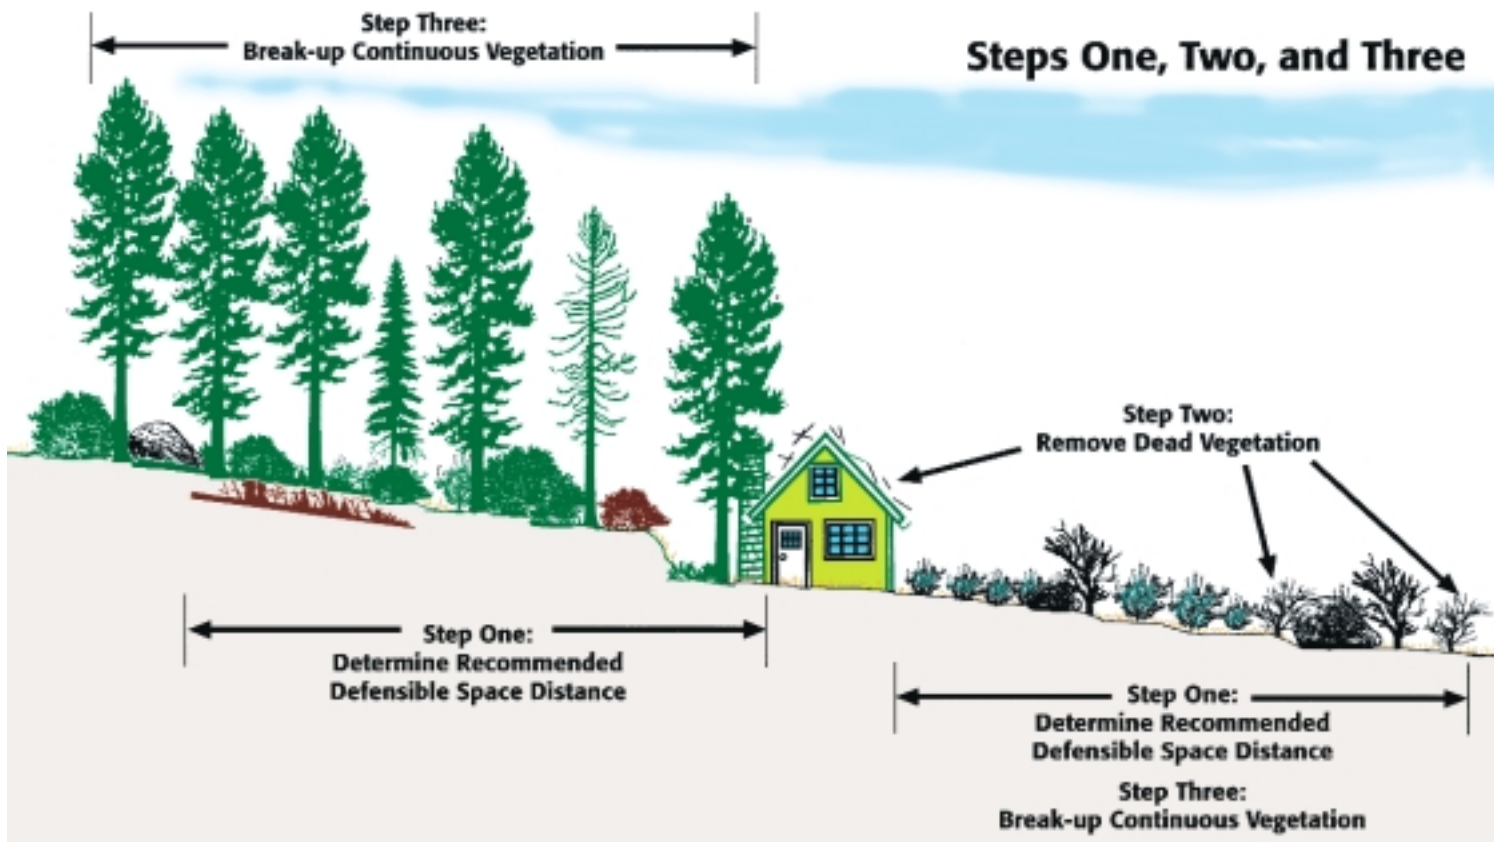 Step Three:
Break-up Continuous Vegetation
Steps One, Two, and Three
Step Two:
Remove Dead Vegetation
Step One:
Determine Recommended
Defensible Space Distance
Step One:
Determine Recommended
Defensible Space Distance
Step Three:
Break-up Continuous Vegetation